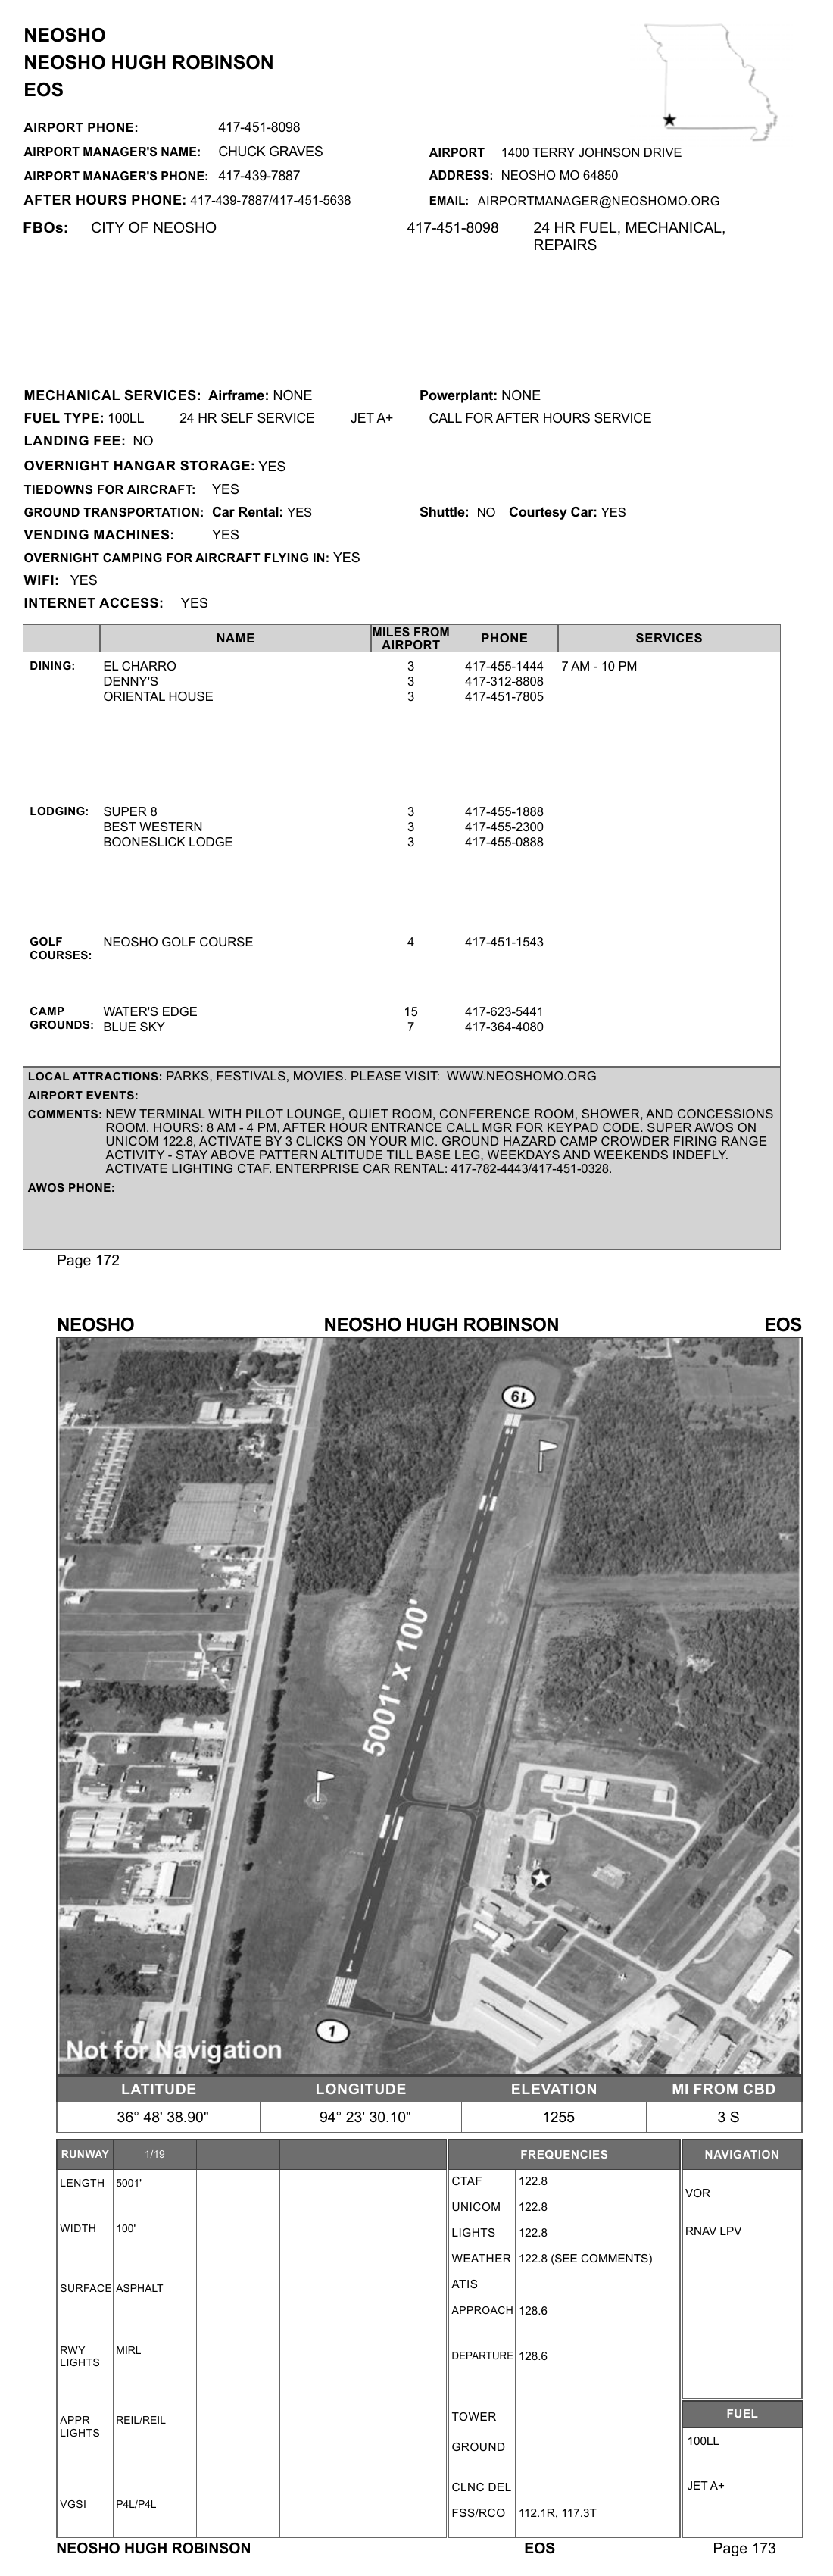 NEOSHO
NEOSHO HUGH ROBINSON
EOS
AIRPORT PHONE: 417-451-8098
AIRPORT MANAGER'S NAME: CHUCK GRAVES
AIRPORT MANAGER'S PHONE: 417-439-7887
AFTER HOURS PHONE: 417-439-7887/417-451-5638
AIRPORT 1400 TERRY JOHNSON DRIVE
ADDRESS: NEOSHO MO 64850
EMAIL: AIRPORTMANAGER@NEOSHOMO.ORG
FBOs: CITY OF NEOSHO 417-451-8098 24 HR FUEL, MECHANICAL,
REPAIRS
MECHANICAL SERVICES: Airframe: NONE Powerplant: NONE
FUEL TYPE: 100LL 24 HR SELF SERVICE JET A+ CALL FOR AFTER HOURS SERVICE
LANDING FEE: NO
OVERNIGHT HANGAR STORAGE: YES
TIEDOWNS FOR AIRCRAFT: YES
GROUND TRANSPORTATION: Car Rental: YES Shuttle: NO Courtesy Car: YES
VENDING MACHINES: YES
OVERNIGHT CAMPING FOR AIRCRAFT FLYING IN: YES
WIFI: YES
INTERNET ACCESS: YES
NAME MILES FROM AIRPORT PHONE SERVICES
DINING: EL CHARRO 3 417-455-1444 7 AM - 10 PM
DENNY'S 3 417-312-8808
ORIENTAL HOUSE 3 417-451-7805
LODGING: SUPER 8 3 417-455-1888
BEST WESTERN 3 417-455-2300
BOONESLICK LODGE 3 417-455-0888
GOLF COURSES: NEOSHO GOLF COURSE 4 417-451-1543
CAMP GROUNDS: WATER'S EDGE 15 417-623-5441
BLUE SKY 7 417-364-4080
LOCAL ATTRACTIONS: PARKS, FESTIVALS, MOVIES. PLEASE VISIT: WWW.NEOSHOMO.ORG
AIRPORT EVENTS:
COMMENTS: NEW TERMINAL WITH PILOT LOUNGE, QUIET ROOM, CONFERENCE ROOM, SHOWER, AND CONCESSIONS
ROOM. HOURS: 8 AM - 4 PM, AFTER HOUR ENTRANCE CALL MGR FOR KEYPAD CODE. SUPER AWOS ON
UNICOM 122.8, ACTIVATE BY 3 CLICKS ON YOUR MIC. GROUND HAZARD CAMP CROWDER FIRING RANGE
ACTIVITY - STAY ABOVE PATTERN ALTITUDE TILL BASE LEG, WEEKDAYS AND WEEKENDS INDEFLY.
ACTIVATE LIGHTING CTAF. ENTERPRISE CAR RENTAL: 417-782-4443/417-451-0328.
AWOS PHONE:
Page 172
NEOSHO NEOSHO HUGH ROBINSON EOS
19
5001' x 100'
1
1
Not for Navigation
LATITUDE LONGITUDE ELEVATION MI FROM CBD
36° 48' 38.90" 94° 23' 30.10" 1255 3 S
RUNWAY 1/19
LENGTH 5001'
WIDTH 100'
SURFACE ASPHALT
RWY LIGHTS MIRL
APPR LIGHTS REIL/REIL
VGSI P4L/P4L
FREQUENCIES
CTAF 122.8
UNICOM 122.8
LIGHTS 122.8
WEATHER 122.8 (SEE COMMENTS)
ATIS
APPROACH 128.6
DEPARTURE 128.6
TOWER
GROUND
CLNC DEL
FSS/RCO 112.1R, 117.3T
NAVIGATION
VOR
RNAV LPV
FUEL
100LL
JET A+
NEOSHO HUGH ROBINSON EOS Page 173